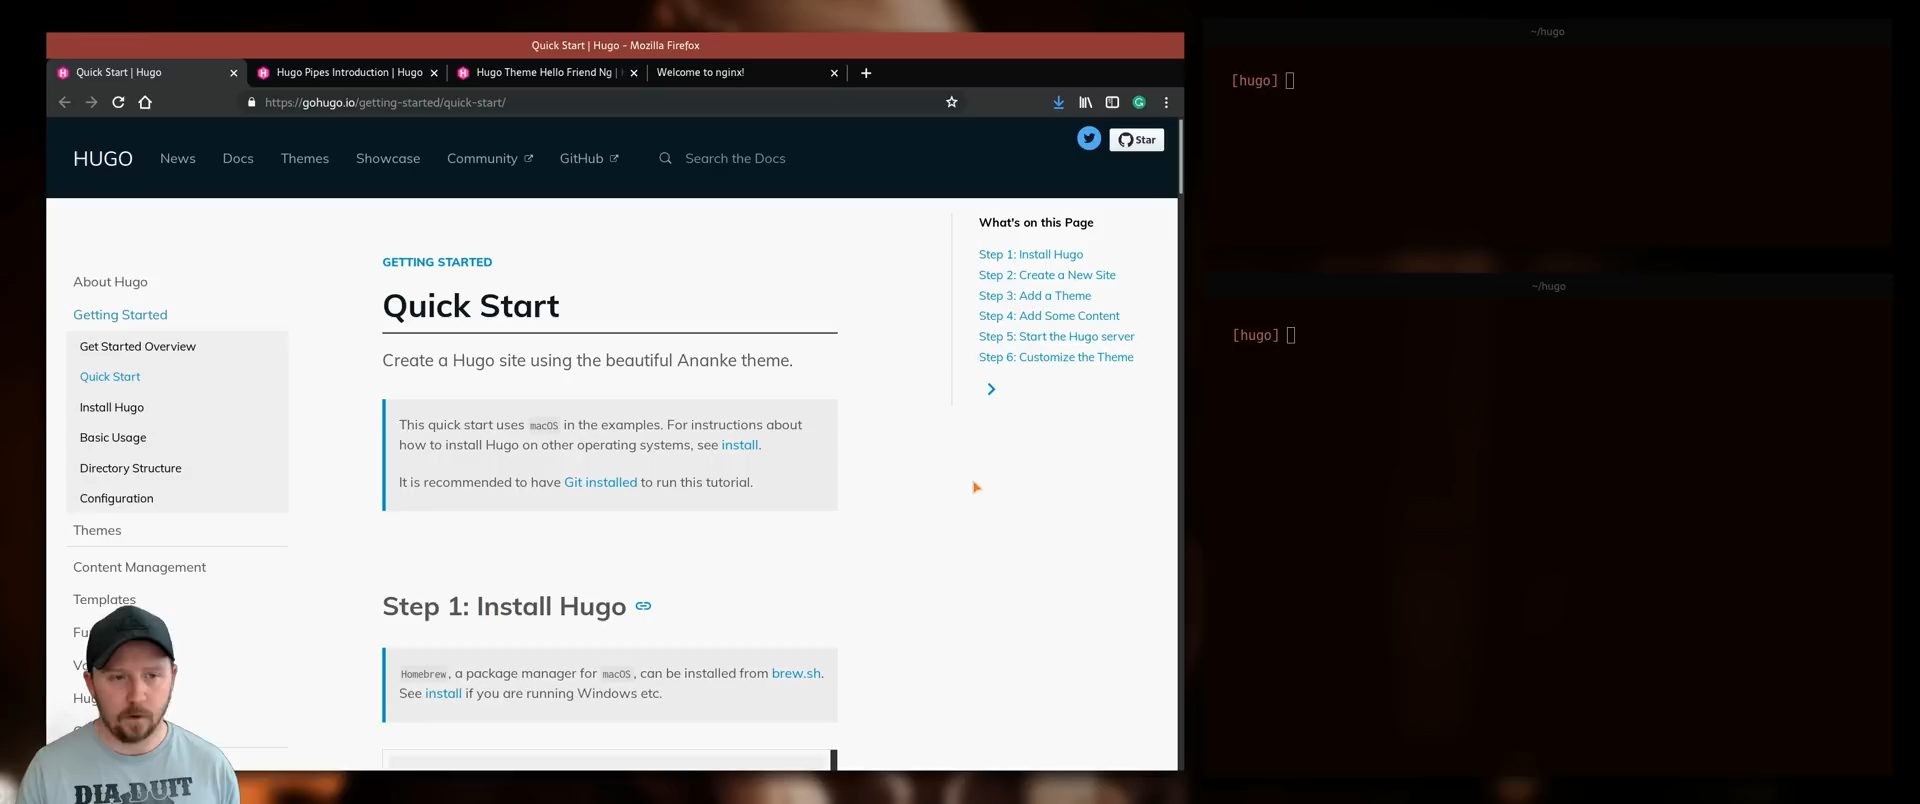 Quick Start | Hugo - Mozilla Firefox
Quick Start | Hugo
Hugo Pipes Introduction | Hugo
Hugo Theme Hello Friend Ng |
Welcome to nginx!
https://gohugo.io/getting-started/quick-start/
HUGO
News
Docs
Themes
Showcase
Community
GitHub
Search the Docs
Star
About Hugo
Getting Started
Get Started Overview
Quick Start
Install Hugo
Basic Usage
Directory Structure
Configuration
Themes
Content Management
Templates
GETTING STARTED
Quick Start
Create a Hugo site using the beautiful Ananke theme.
This quick start uses macOS in the examples. For instructions about
how to install Hugo on other operating systems, see install.
It is recommended to have Git installed to run this tutorial.
Step 1: Install Hugo
Homebrew, a package manager for macOS, can be installed from brew.sh.
See install if you are running Windows etc.
What's on this Page
Step 1: Install Hugo
Step 2: Create a New Site
Step 3: Add a Theme
Step 4: Add Some Content
Step 5: Start the Hugo server
Step 6: Customize the Theme
~/hugo
[hugo]
~/hugo
[hugo]
DIA.DUIT